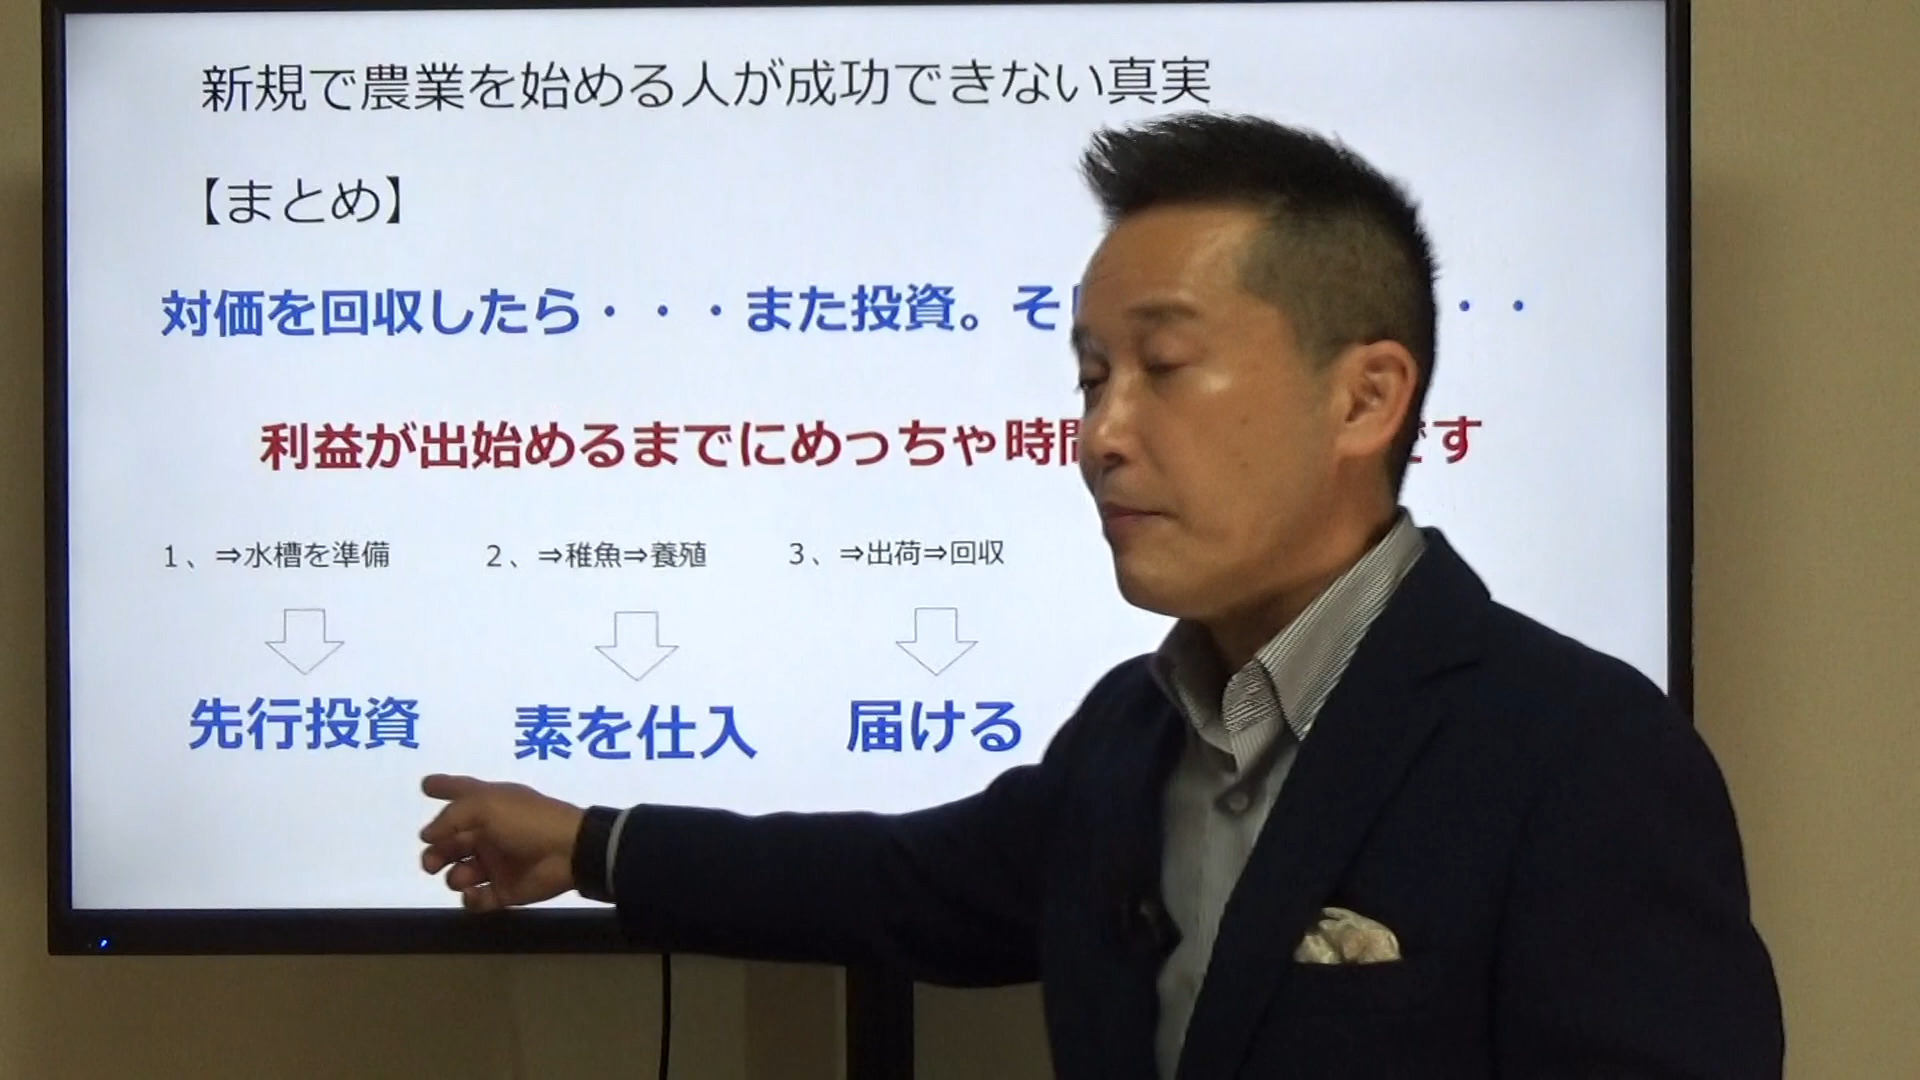 新規で農業を始める人が成功できない真実
【まとめ】
対価を回収したら・・・また投資。そ・・
利益が出始めるまでにめっちゃ時間です
１、⇒水槽を準備 ２、⇒稚魚⇒養殖 ３、⇒出荷⇒回収
先行投資 素を仕入 届ける